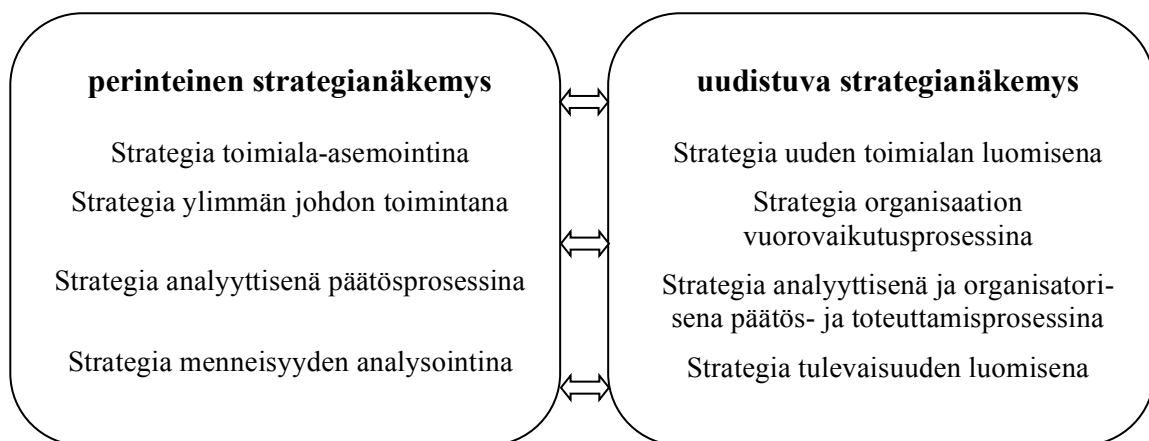 perinteinen strategianäkemys
Strategia toimiala-asemointina
Strategia ylimmän johdon toimintana
Strategia analyyttisenä päätösprosessina
Strategia menneisyyden analysointina
uudistuva strategianäkemys
Strategia uuden toimialan luomisena
Strategia organisaation
vuorovaikutusprosessina
Strategia analyyttisenä ja organisatori-
sena päätös- ja toteuttamisprosessina
Strategia tulevaisuuden luomisena